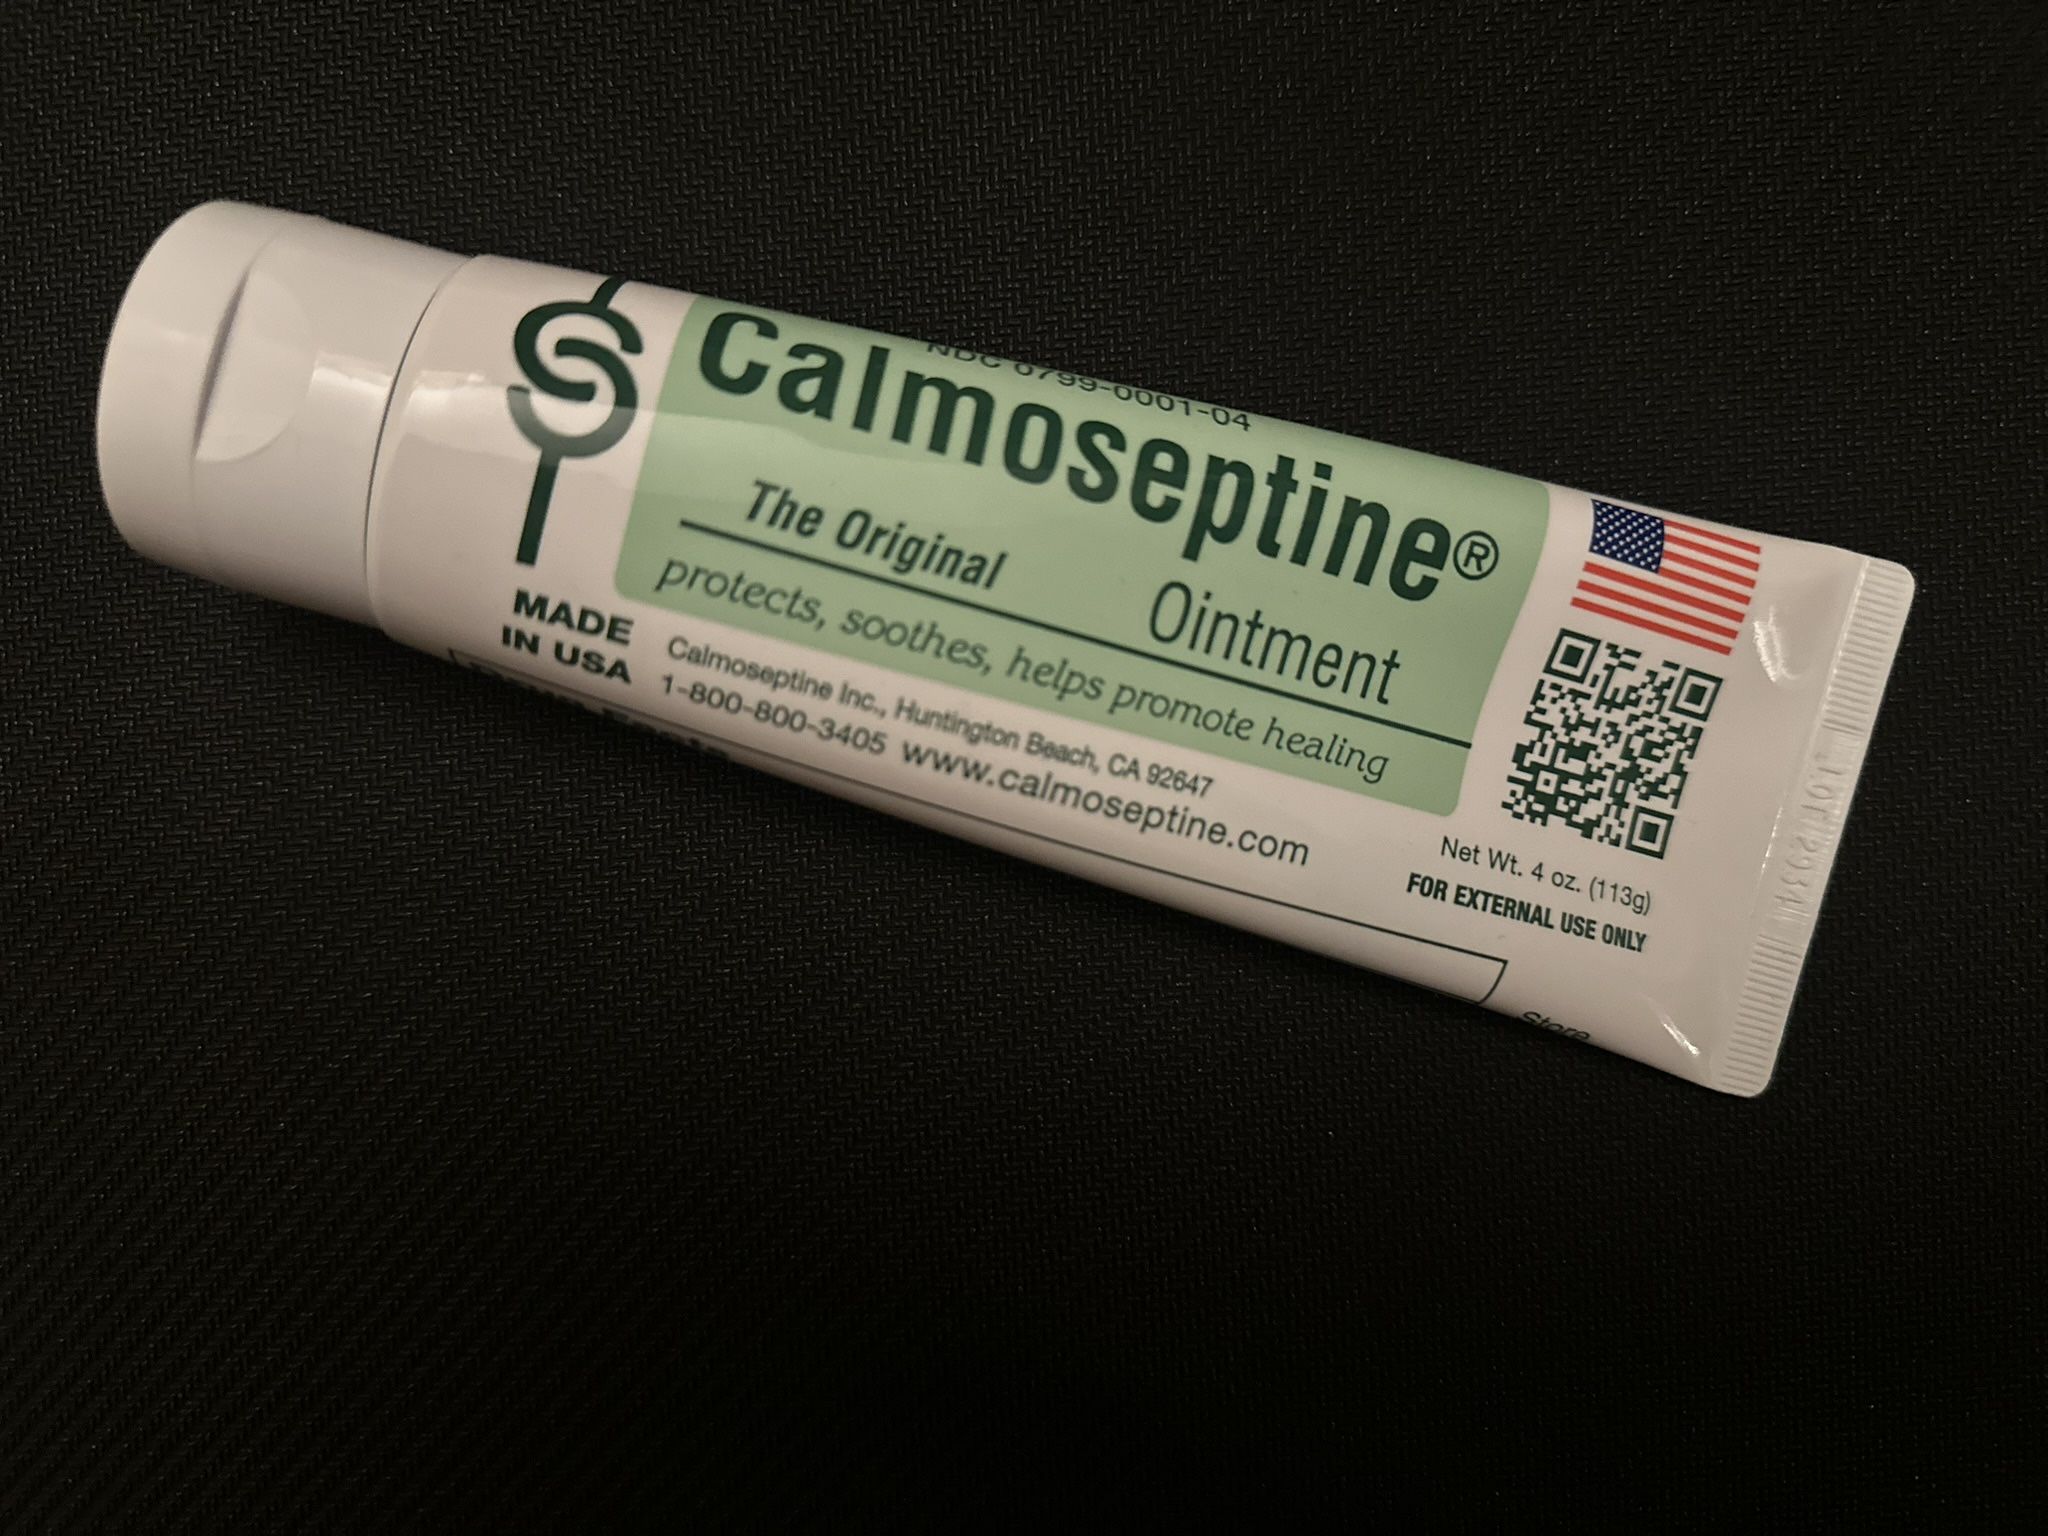 NDC 0799-0001-04
Calmoseptine®
The Original
Ointment
protects, soothes, helps promote healing
MADE
IN USA
Calmoseptine Inc., Huntington Beach, CA 92647
1-800-800-3405 www.calmoseptine.com
Net Wt. 4 oz. (113g)
FOR EXTERNAL USE ONLY
Store